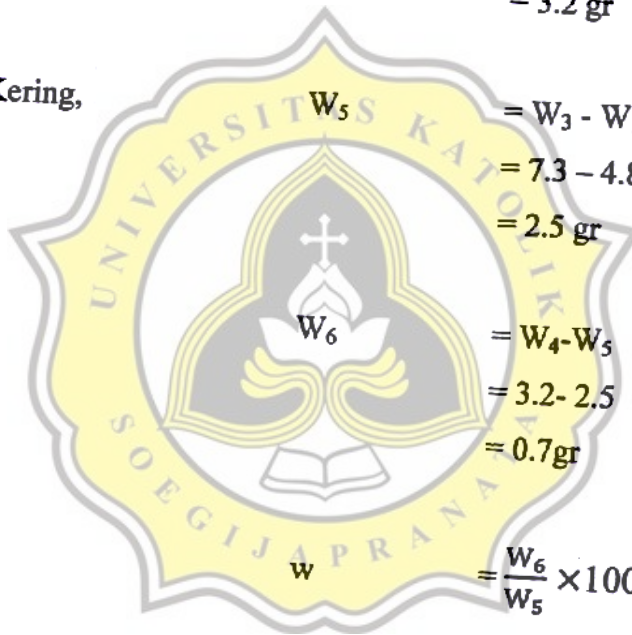 = 3.2 gr
Kering,
W₅ = W₃ - W
= 7.3 – 4.8
= 2.5 gr
W₆ = W₄-W₅
= 3.2- 2.5
= 0.7gr
w = W₆/W₅ ×100
UNIVERSITAS KATOLIK
SOEGIJAPRANATA